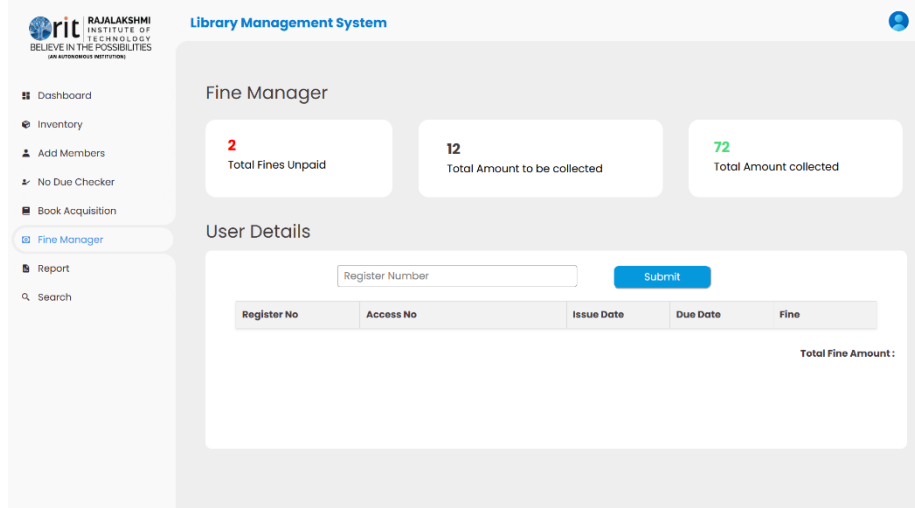 rit
RAJALAKSHMI
INSTITUTE OF
TECHNOLOGY
BELIEVE IN THE POSSIBILITIES
(AN AUTONOMOUS INSTITUTION)
Library Management System
Dashboard
Inventory
Add Members
No Due Checker
Book Acquisition
Fine Manager
Report
Search
Fine Manager
2
Total Fines Unpaid
12
Total Amount to be collected
72
Total Amount collected
User Details
Register Number
Submit
Register No Access No Issue Date Due Date Fine
Total Fine Amount :